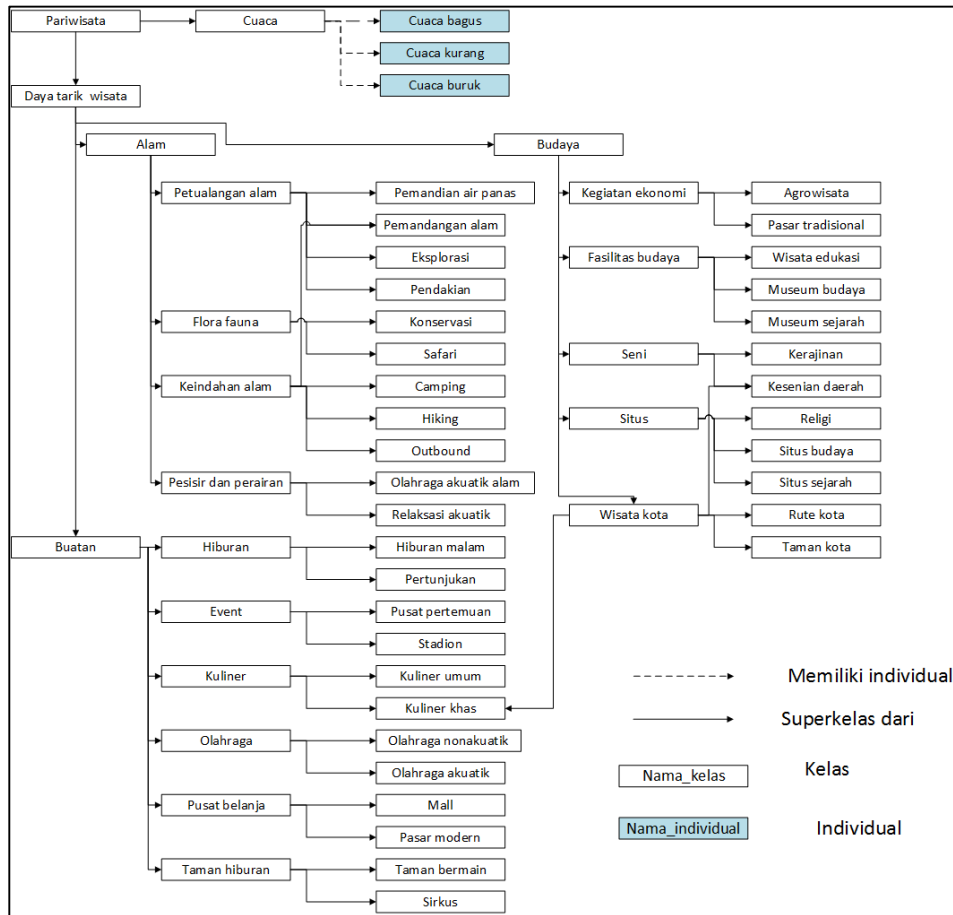 Pariwisata
Cuaca
Cuaca bagus
Cuaca kurang
Cuaca buruk
Daya tarik wisata
Alam
Budaya
Petualangan alam
Pemandian air panas
Kegiatan ekonomi
Agrowisata
Pemandangan alam
Pasar tradisional
Eksplorasi
Fasilitas budaya
Wisata edukasi
Pendakian
Museum budaya
Flora fauna
Konservasi
Museum sejarah
Safari
Seni
Kerajinan
Keindahan alam
Camping
Kesenian daerah
Hiking
Situs
Religi
Outbound
Situs budaya
Pesisir dan perairan
Olahraga akuatik alam
Situs sejarah
Relaksasi akuatik
Wisata kota
Rute kota
Buatan
Hiburan
Hiburan malam
Taman kota
Pertunjukan
Event
Pusat pertemuan
Stadion
Kuliner
Kuliner umum
Memiliki individual
Kuliner khas
Superkelas dari
Olahraga
Olahraga nonakuatik
Olahraga akuatik
Nama_kelas
Kelas
Pusat belanja
Mall
Pasar modern
Nama_individual
Individual
Taman hiburan
Taman bermain
Sirkus